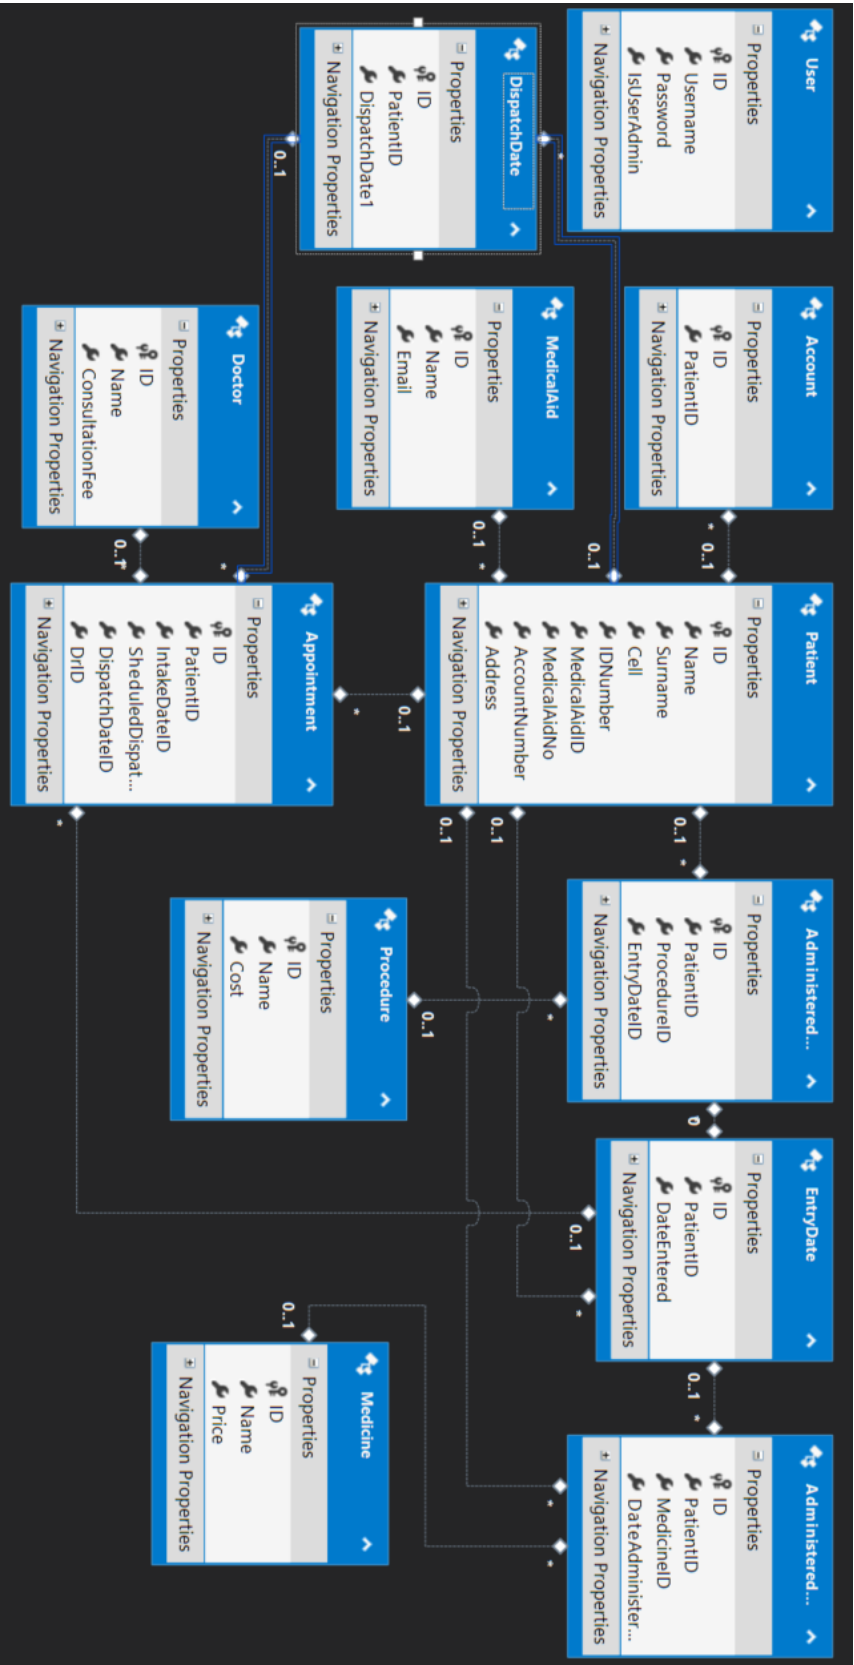 User
Properties
ID
Username
Password
IsUserAdmin
Navigation Properties
Account
Properties
ID
PatientID
Navigation Properties
*
0..1
Patient
Properties
ID
Name
Surname
Cell
IDNumber
MedicalAidID
MedicalAidNo
AccountNumber
Address
Navigation Properties
0..1
*
Administered...
Properties
ID
PatientID
ProcedureID
EntryDateID
Navigation Properties
EntryDate
Properties
ID
PatientID
DateEntered
Navigation Properties
0..1
*
Administered...
Properties
ID
PatientID
MedicineID
DateAdminister...
Navigation Properties
DispatchDate
Properties
ID
PatientID
DispatchDate1
Navigation Properties
*
0..1
0..1
MedicalAid
Properties
ID
Name
Email
Navigation Properties
0..1
*
0..1
0..1
*
0..1
*
*
*
Doctor
Properties
ID
Name
ConsultationFee
Navigation Properties
0..1
*
*
Appointment
Properties
ID
PatientID
IntakeDateID
SheduledDispat...
DispatchDateID
DrID
Navigation Properties
*
0..1
*
Procedure
Properties
ID
Name
Cost
Navigation Properties
0..1
*
Medicine
Properties
ID
Name
Price
Navigation Properties
0..1